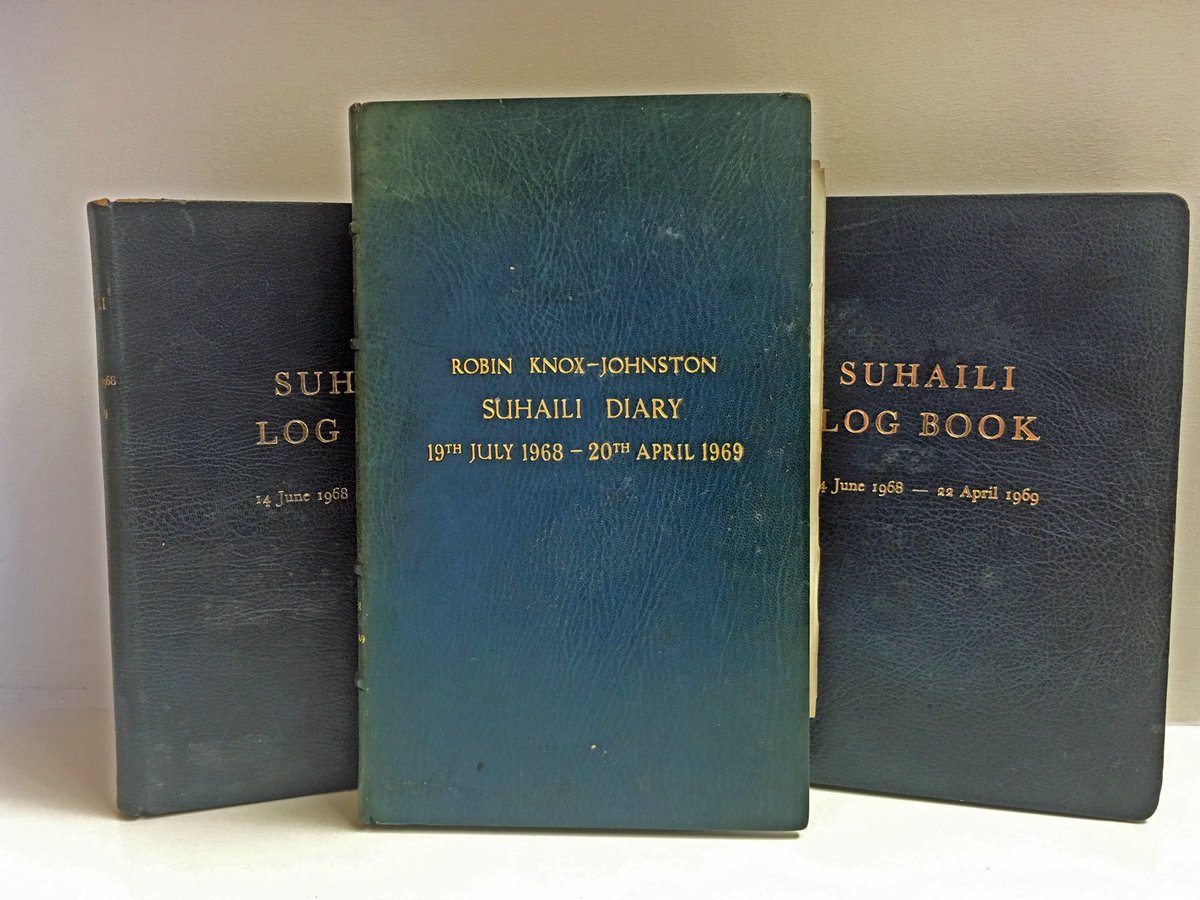 SUH
LOG
14 June 1968
ROBIN KNOX-JOHNSTON
SUHAILI DIARY
19TH JULY 1968 – 20TH APRIL 1969
SUHAILI
LOG BOOK
4 June 1968 — 22 April 1969